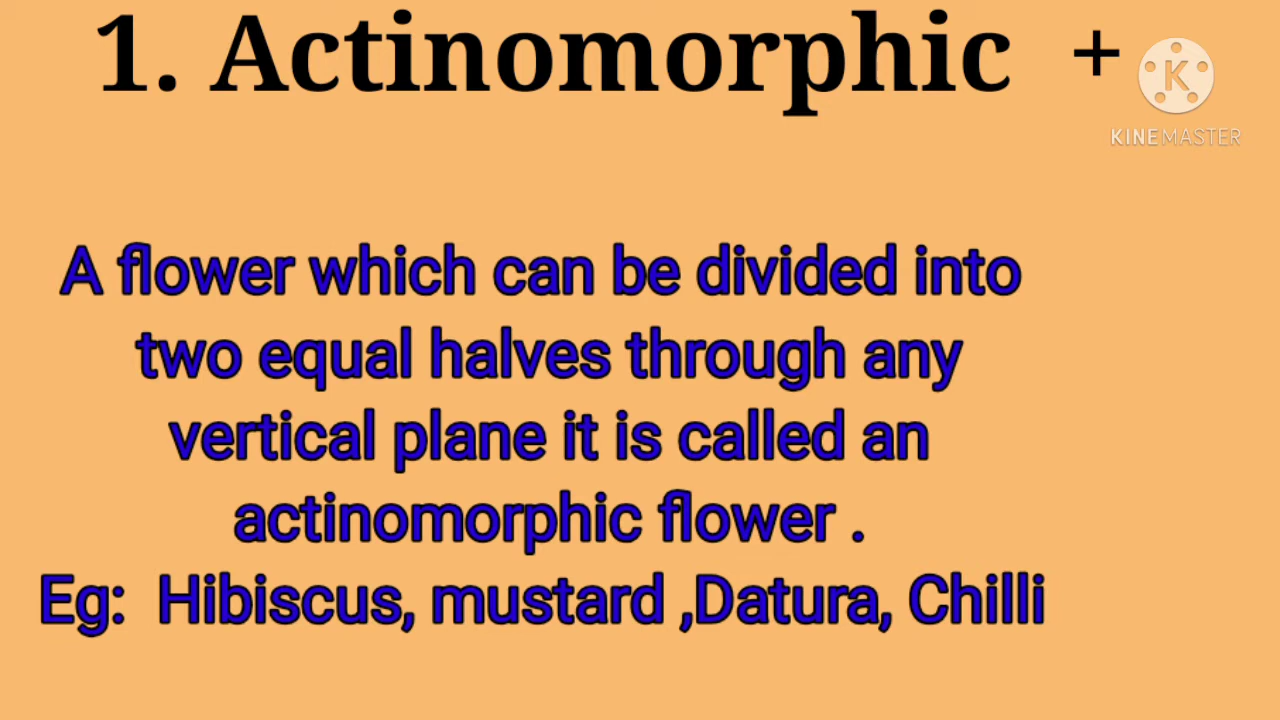 1. Actinomorphic +
K
KINEMASTER
A flower which can be divided into
two equal halves through any
vertical plane it is called an
actinomorphic flower .
Eg: Hibiscus, mustard ,Datura, Chilli